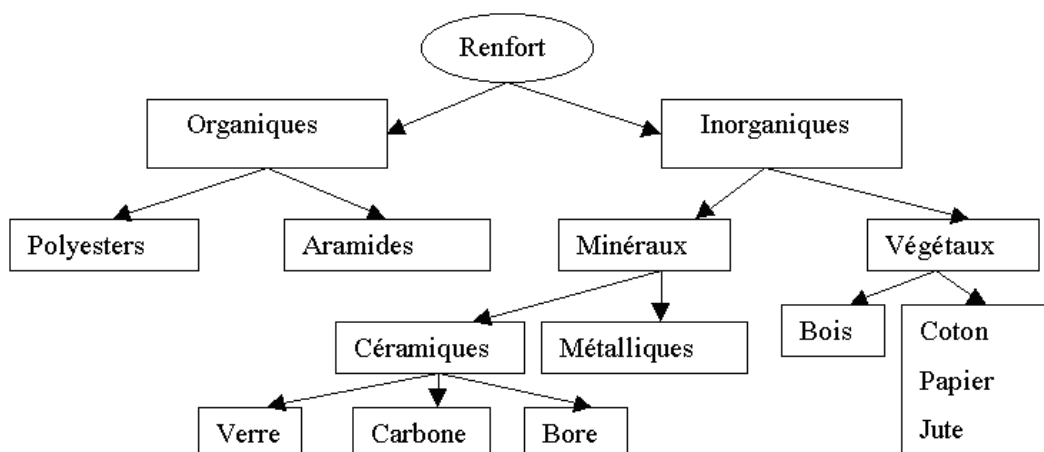 Renfort
Organiques
Inorganiques
Polyesters
Aramides
Minéraux
Végétaux
Céramiques
Métalliques
Bois
Coton
Papier
Jute
Verre
Carbone
Bore